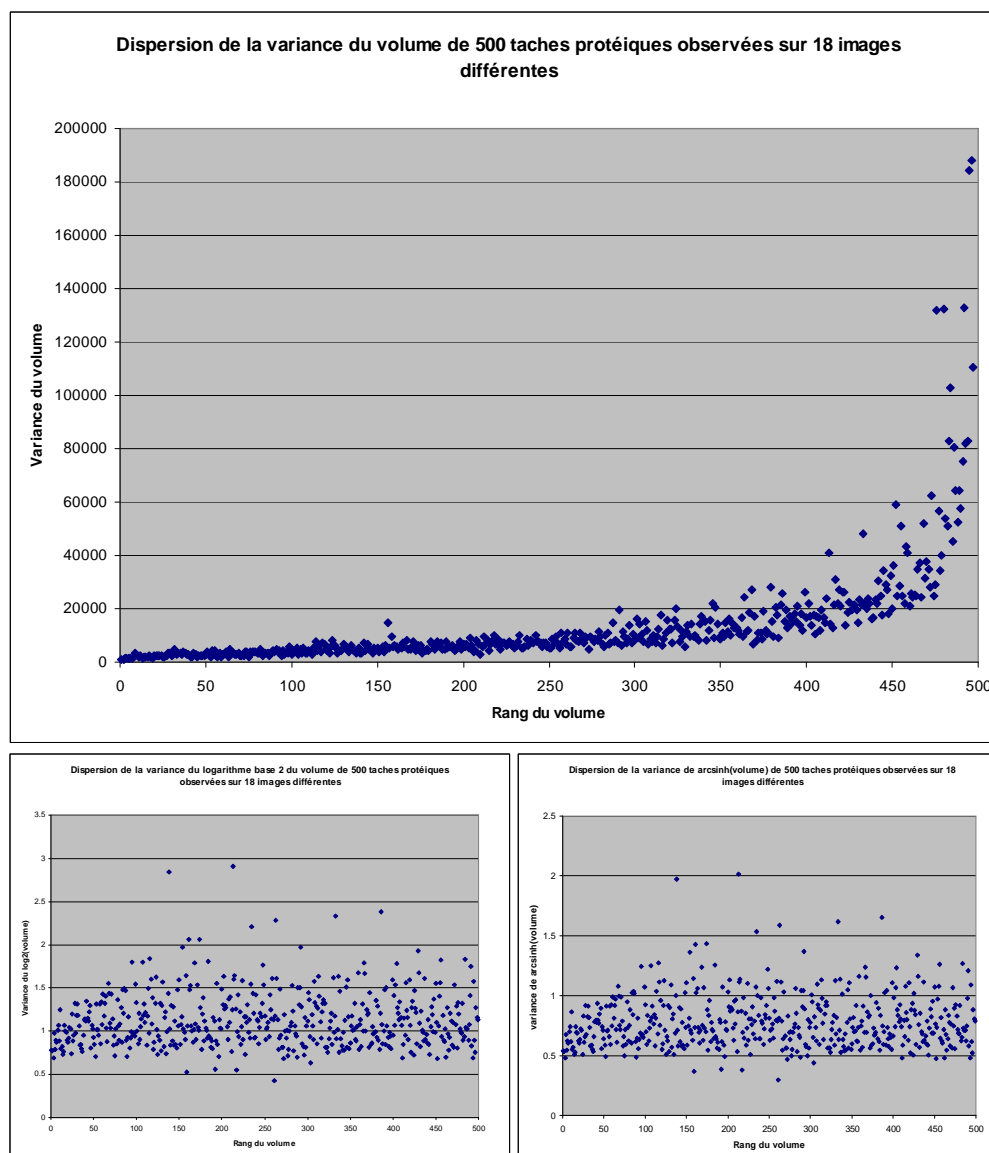 Dispersion de la variance du volume de 500 taches protéiques observées sur 18 images
différentes
Variance du volume
200000
180000
160000
140000
120000
100000
80000
60000
40000
20000
0
0 50 100 150 200 250 300 350 400 450 500
Rang du volume
Dispersion de la variance du logarithme base 2 du volume de 500 taches protéiques
observées sur 18 images différentes
Variance du log2(volume)
3.5
3
2.5
2
1.5
1
0.5
0
0 50 100 150 200 250 300 350 400 450 500
Rang du volume
Dispersion de la variance de arcsinh(volume) de 500 taches protéiques observées sur 18
images différentes
variance de arcsinh(volume)
2.5
2
1.5
1
0.5
0
0 50 100 150 200 250 300 350 400 450 500
Rang du volume